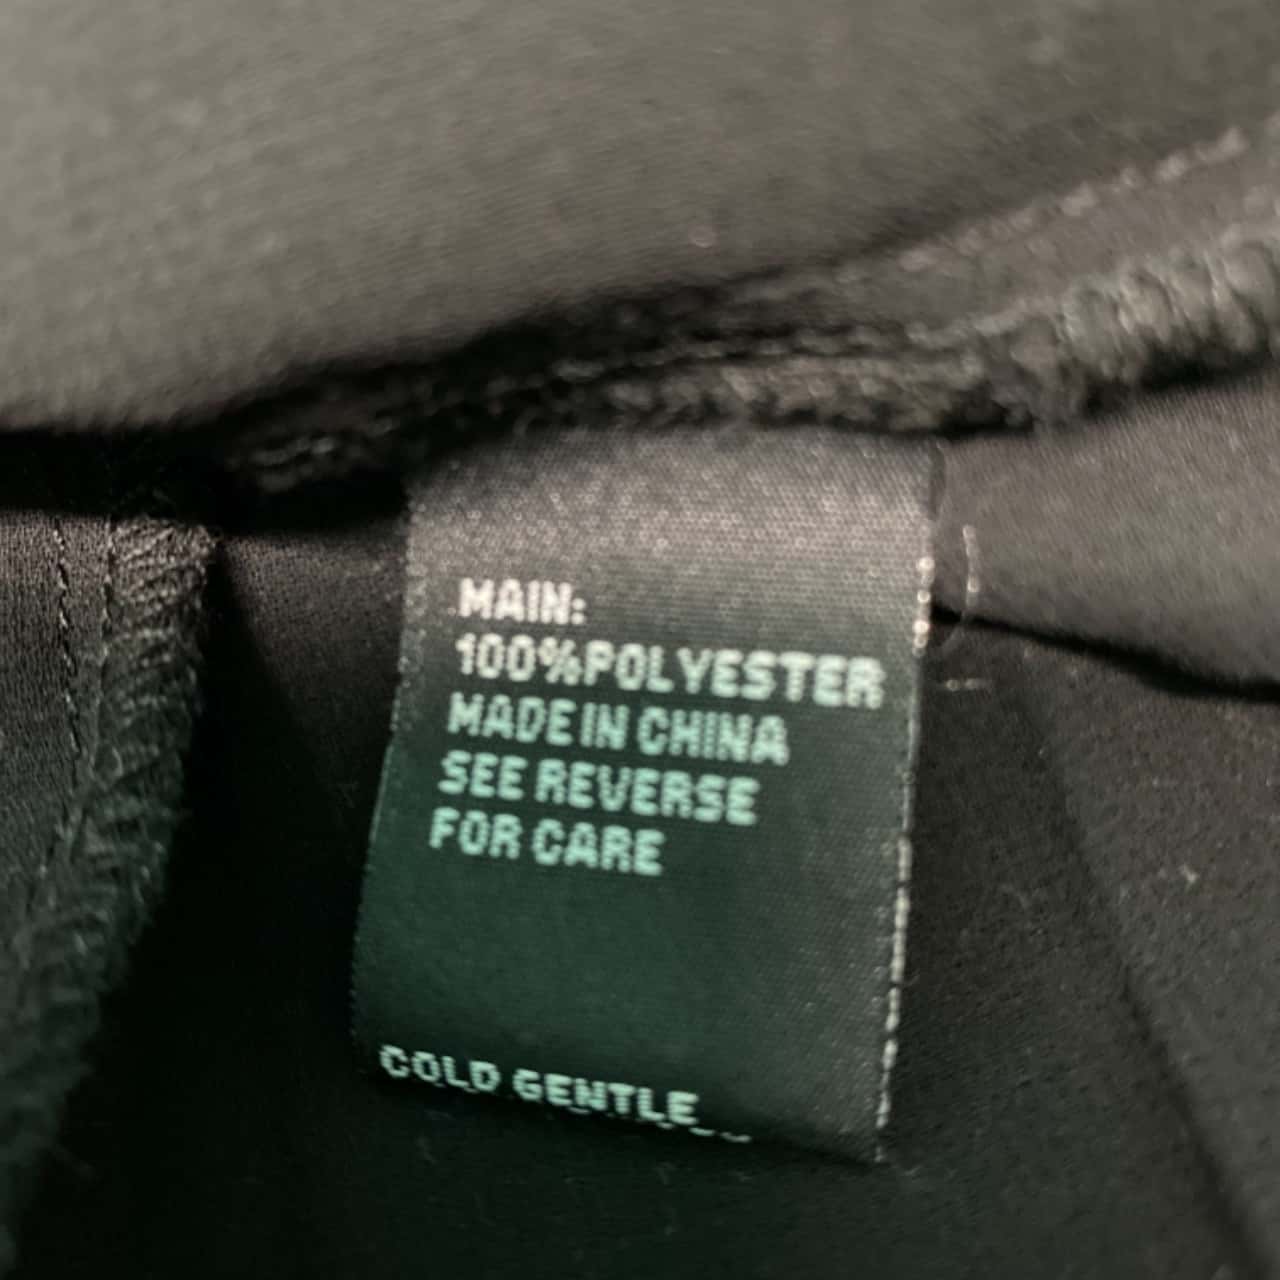 MAIN:
100%POLYESTER
MADE IN CHINA
SEE REVERSE
FOR CARE
COLD GENTLE